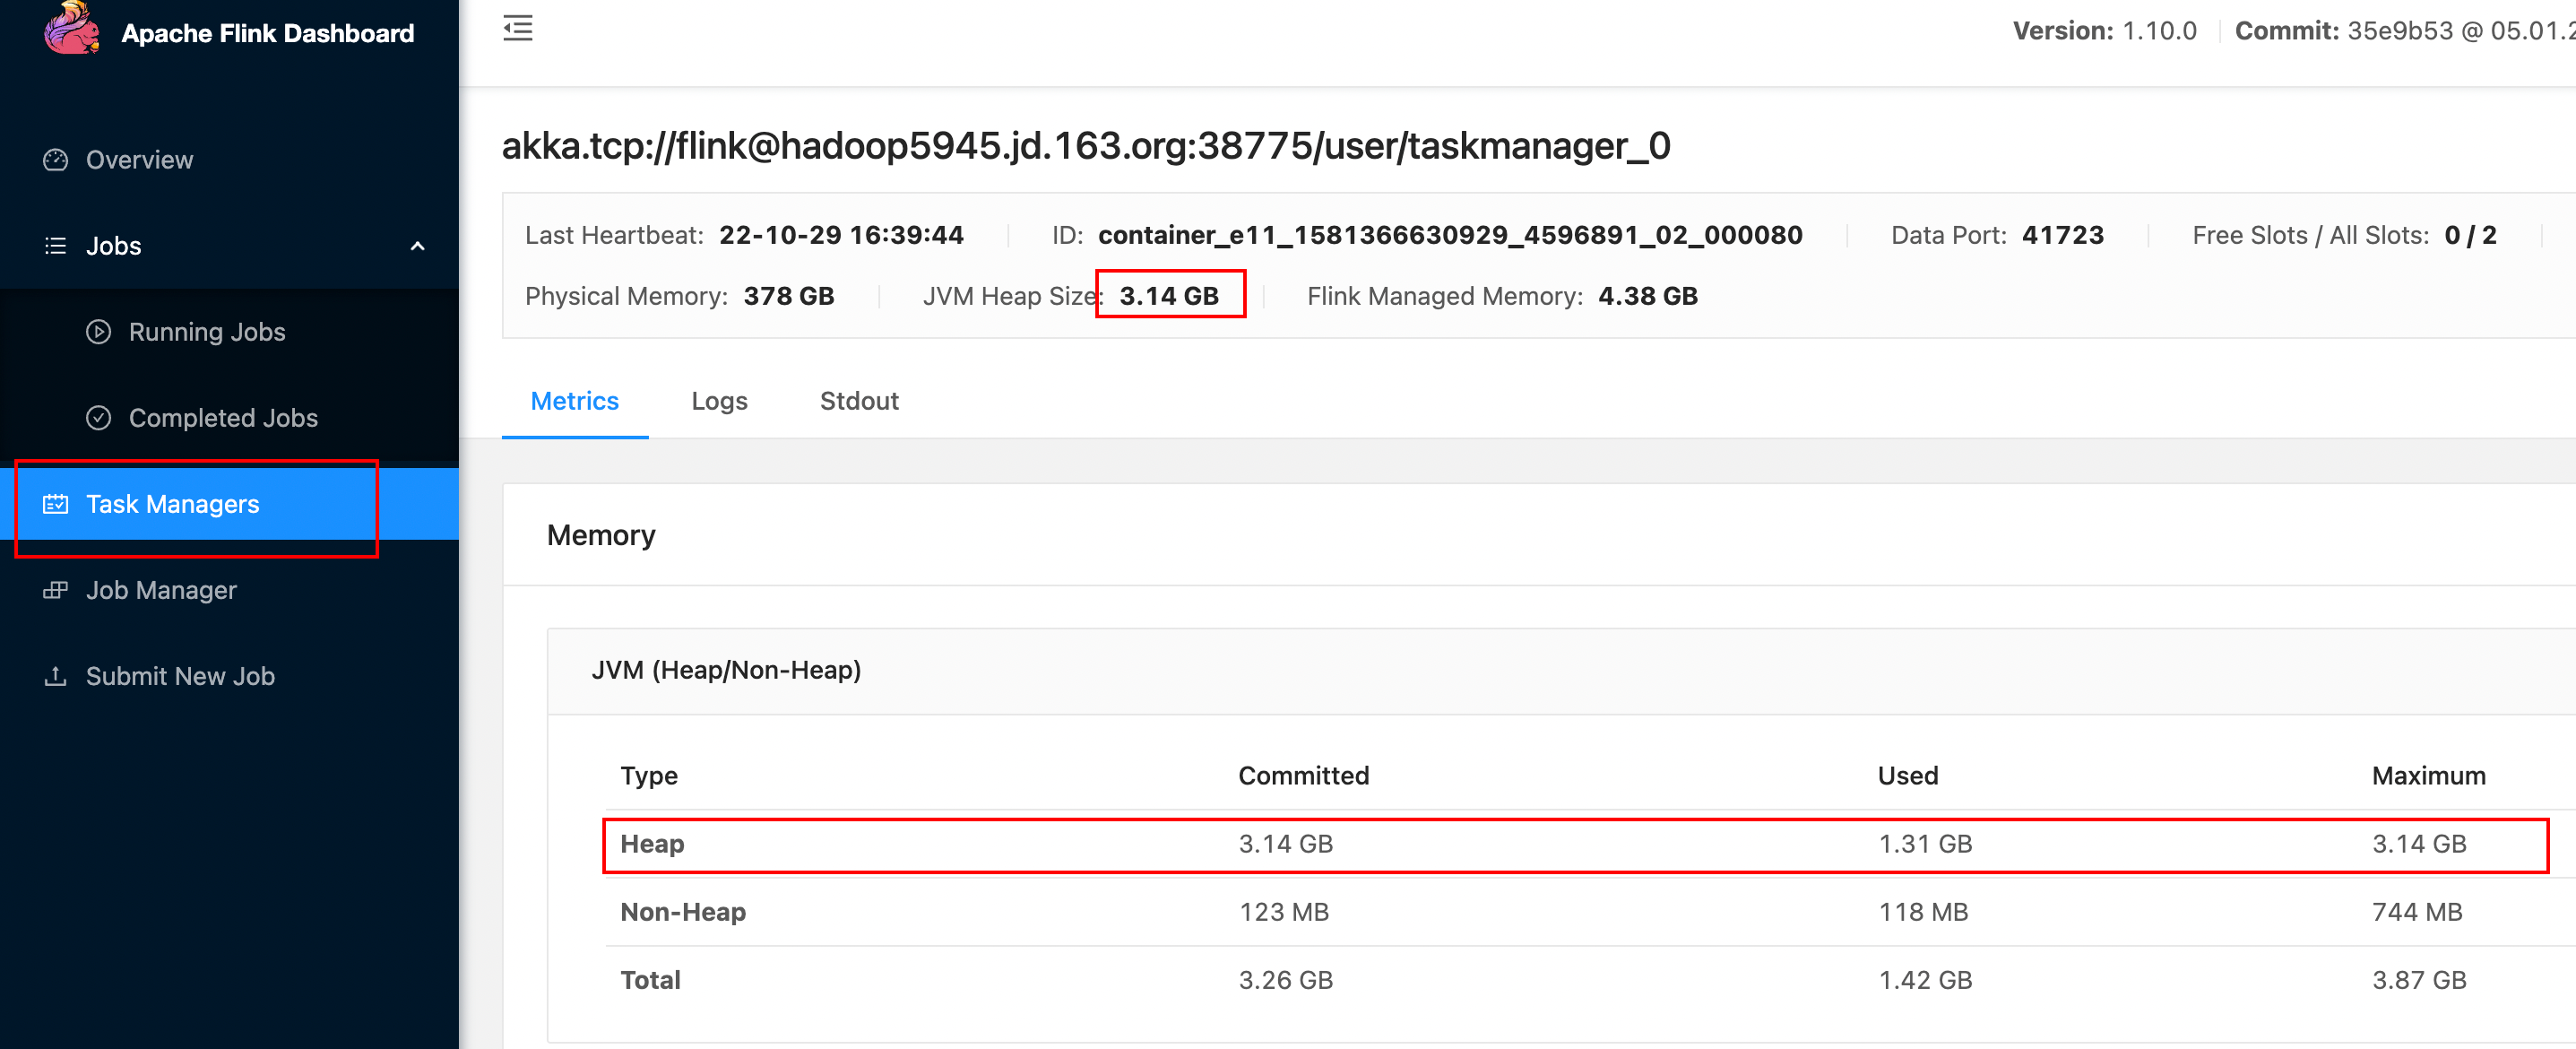 Apache Flink Dashboard
Version: 1.10.0 Commit: 35e9b53 @ 05.01.2
Overview
Jobs
Running Jobs
Completed Jobs
Task Managers
Job Manager
Submit New Job
akka.tcp://flink@hadoop5945.jd.163.org:38775/user/taskmanager_0
Last Heartbeat: 22-10-29 16:39:44 ID: container_e11_1581366630929_4596891_02_000080 Data Port: 41723 Free Slots / All Slots: 0 / 2
Physical Memory: 378 GB JVM Heap Size: 3.14 GB Flink Managed Memory: 4.38 GB
Metrics Logs Stdout
Memory
JVM (Heap/Non-Heap)
Type Committed Used Maximum
Heap 3.14 GB 1.31 GB 3.14 GB
Non-Heap 123 MB 118 MB 744 MB
Total 3.26 GB 1.42 GB 3.87 GB